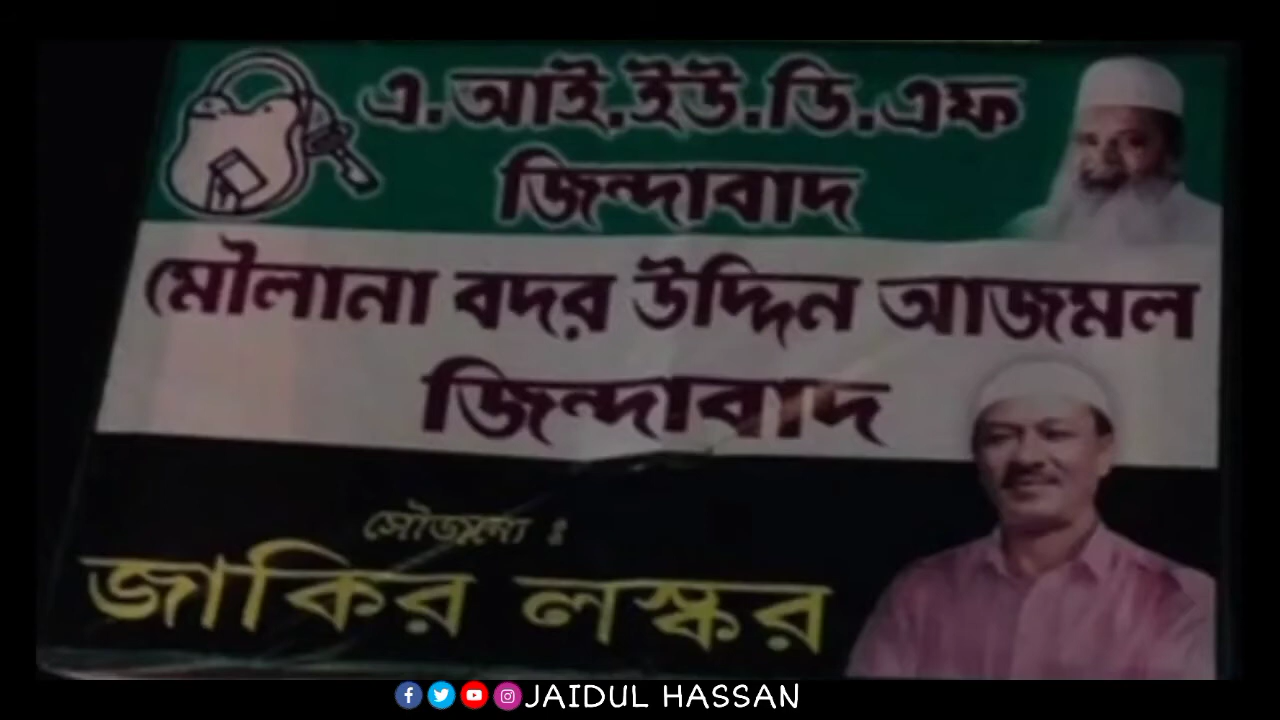 এ.আই.ইউ.ডি.এফ
জিন্দাবাদ
মৌলানা বদর উদ্দিন আজমল
জিন্দাবাদ
সৌজন্যে ঃ
জাকির লস্কর
JAIDUL HASSAN